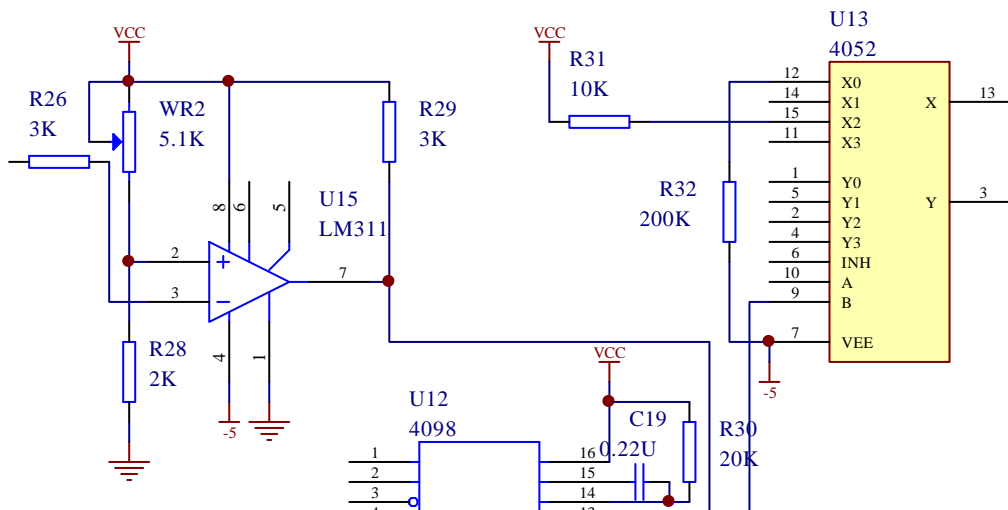 VCC
R26
3K
WR2
5.1K
R29
3K
8
6
5
U15
LM311
2
3
7
4
1
-5
R28
2K
VCC
R31
10K
U13
4052
12
14
15
11
1
5
2
4
6
10
9
7
X0
X1
X2
X3
Y0
Y1
Y2
Y3
INH
A
B
VEE
X
Y
13
3
R32
200K
-5
VCC
U12
4098
C19
0.22U
R30
20K
1
2
3
16
15
14